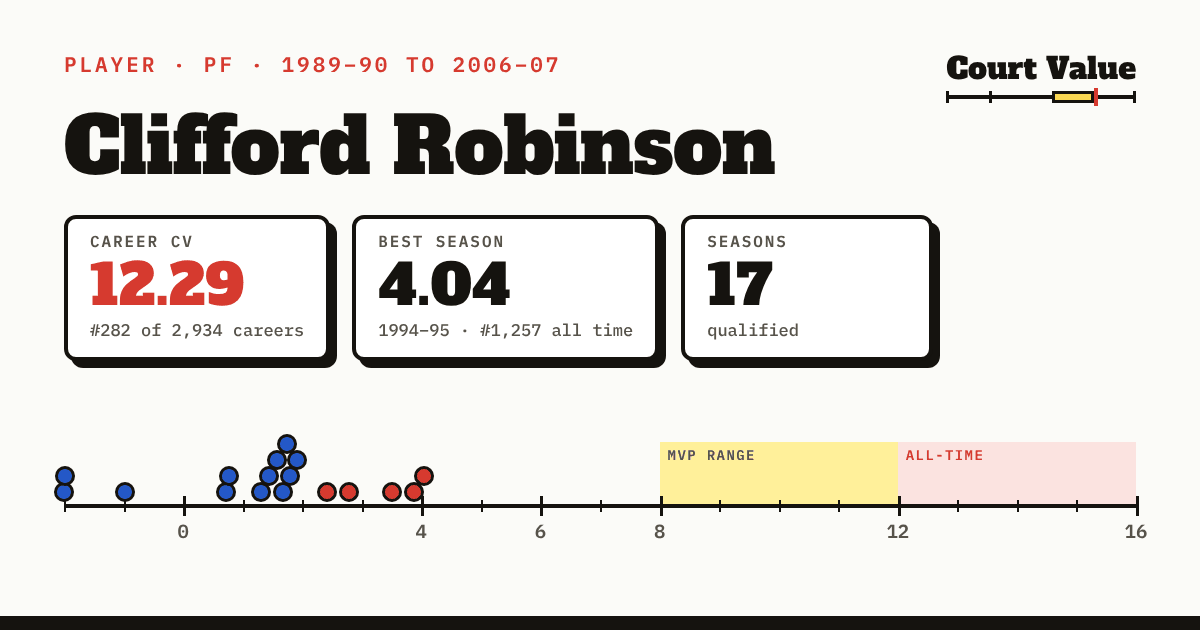 PLAYER · PF · 1989–90 TO 2006–07
Court Value
Clifford Robinson
CAREER CV
12.29
#282 of 2,934 careers
BEST SEASON
4.04
1994–95 · #1,257 all time
SEASONS
17
qualified
MVP RANGE
ALL-TIME
0 4 6 8 12 16